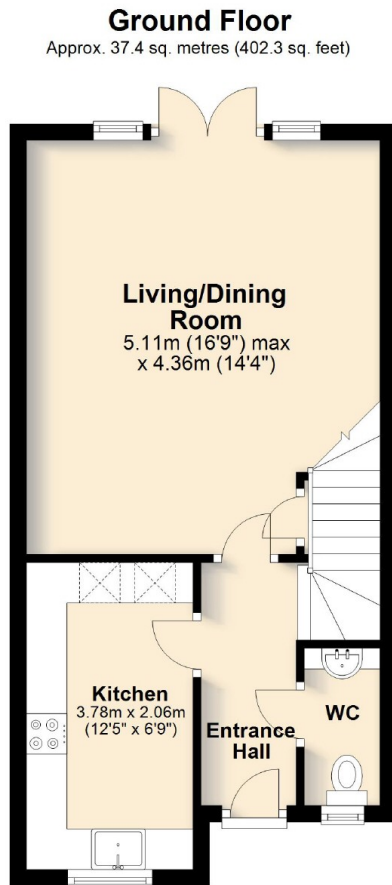 Ground Floor
Approx. 37.4 sq. metres (402.3 sq. feet)
Living/Dining
Room
5.11m (16'9") max
x 4.36m (14'4")
Kitchen
3.78m x 2.06m
(12'5" x 6'9")
Entrance
Hall
WC